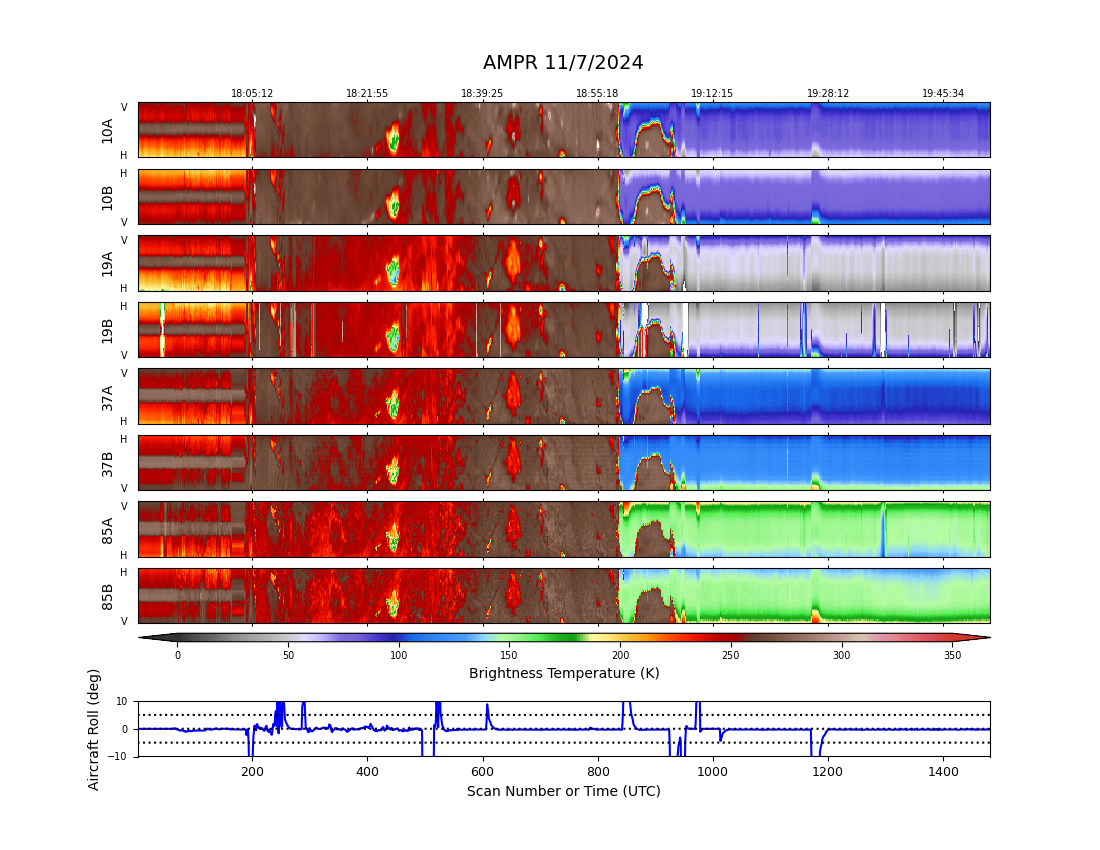 AMPR 11/7/2024
18:05:12 18:21:55 18:39:25 18:55:18 19:12:15 19:28:12 19:45:34
V
10A
H
H
10B
V
V
19A
H
H
19B
V
V
37A
H
H
37B
V
V
85A
H
H
85B
V
0 50 100 150 200 250 300 350
Brightness Temperature (K)
Aircraft Roll (deg)
10
0
−10
200 400 600 800 1000 1200 1400
Scan Number or Time (UTC)